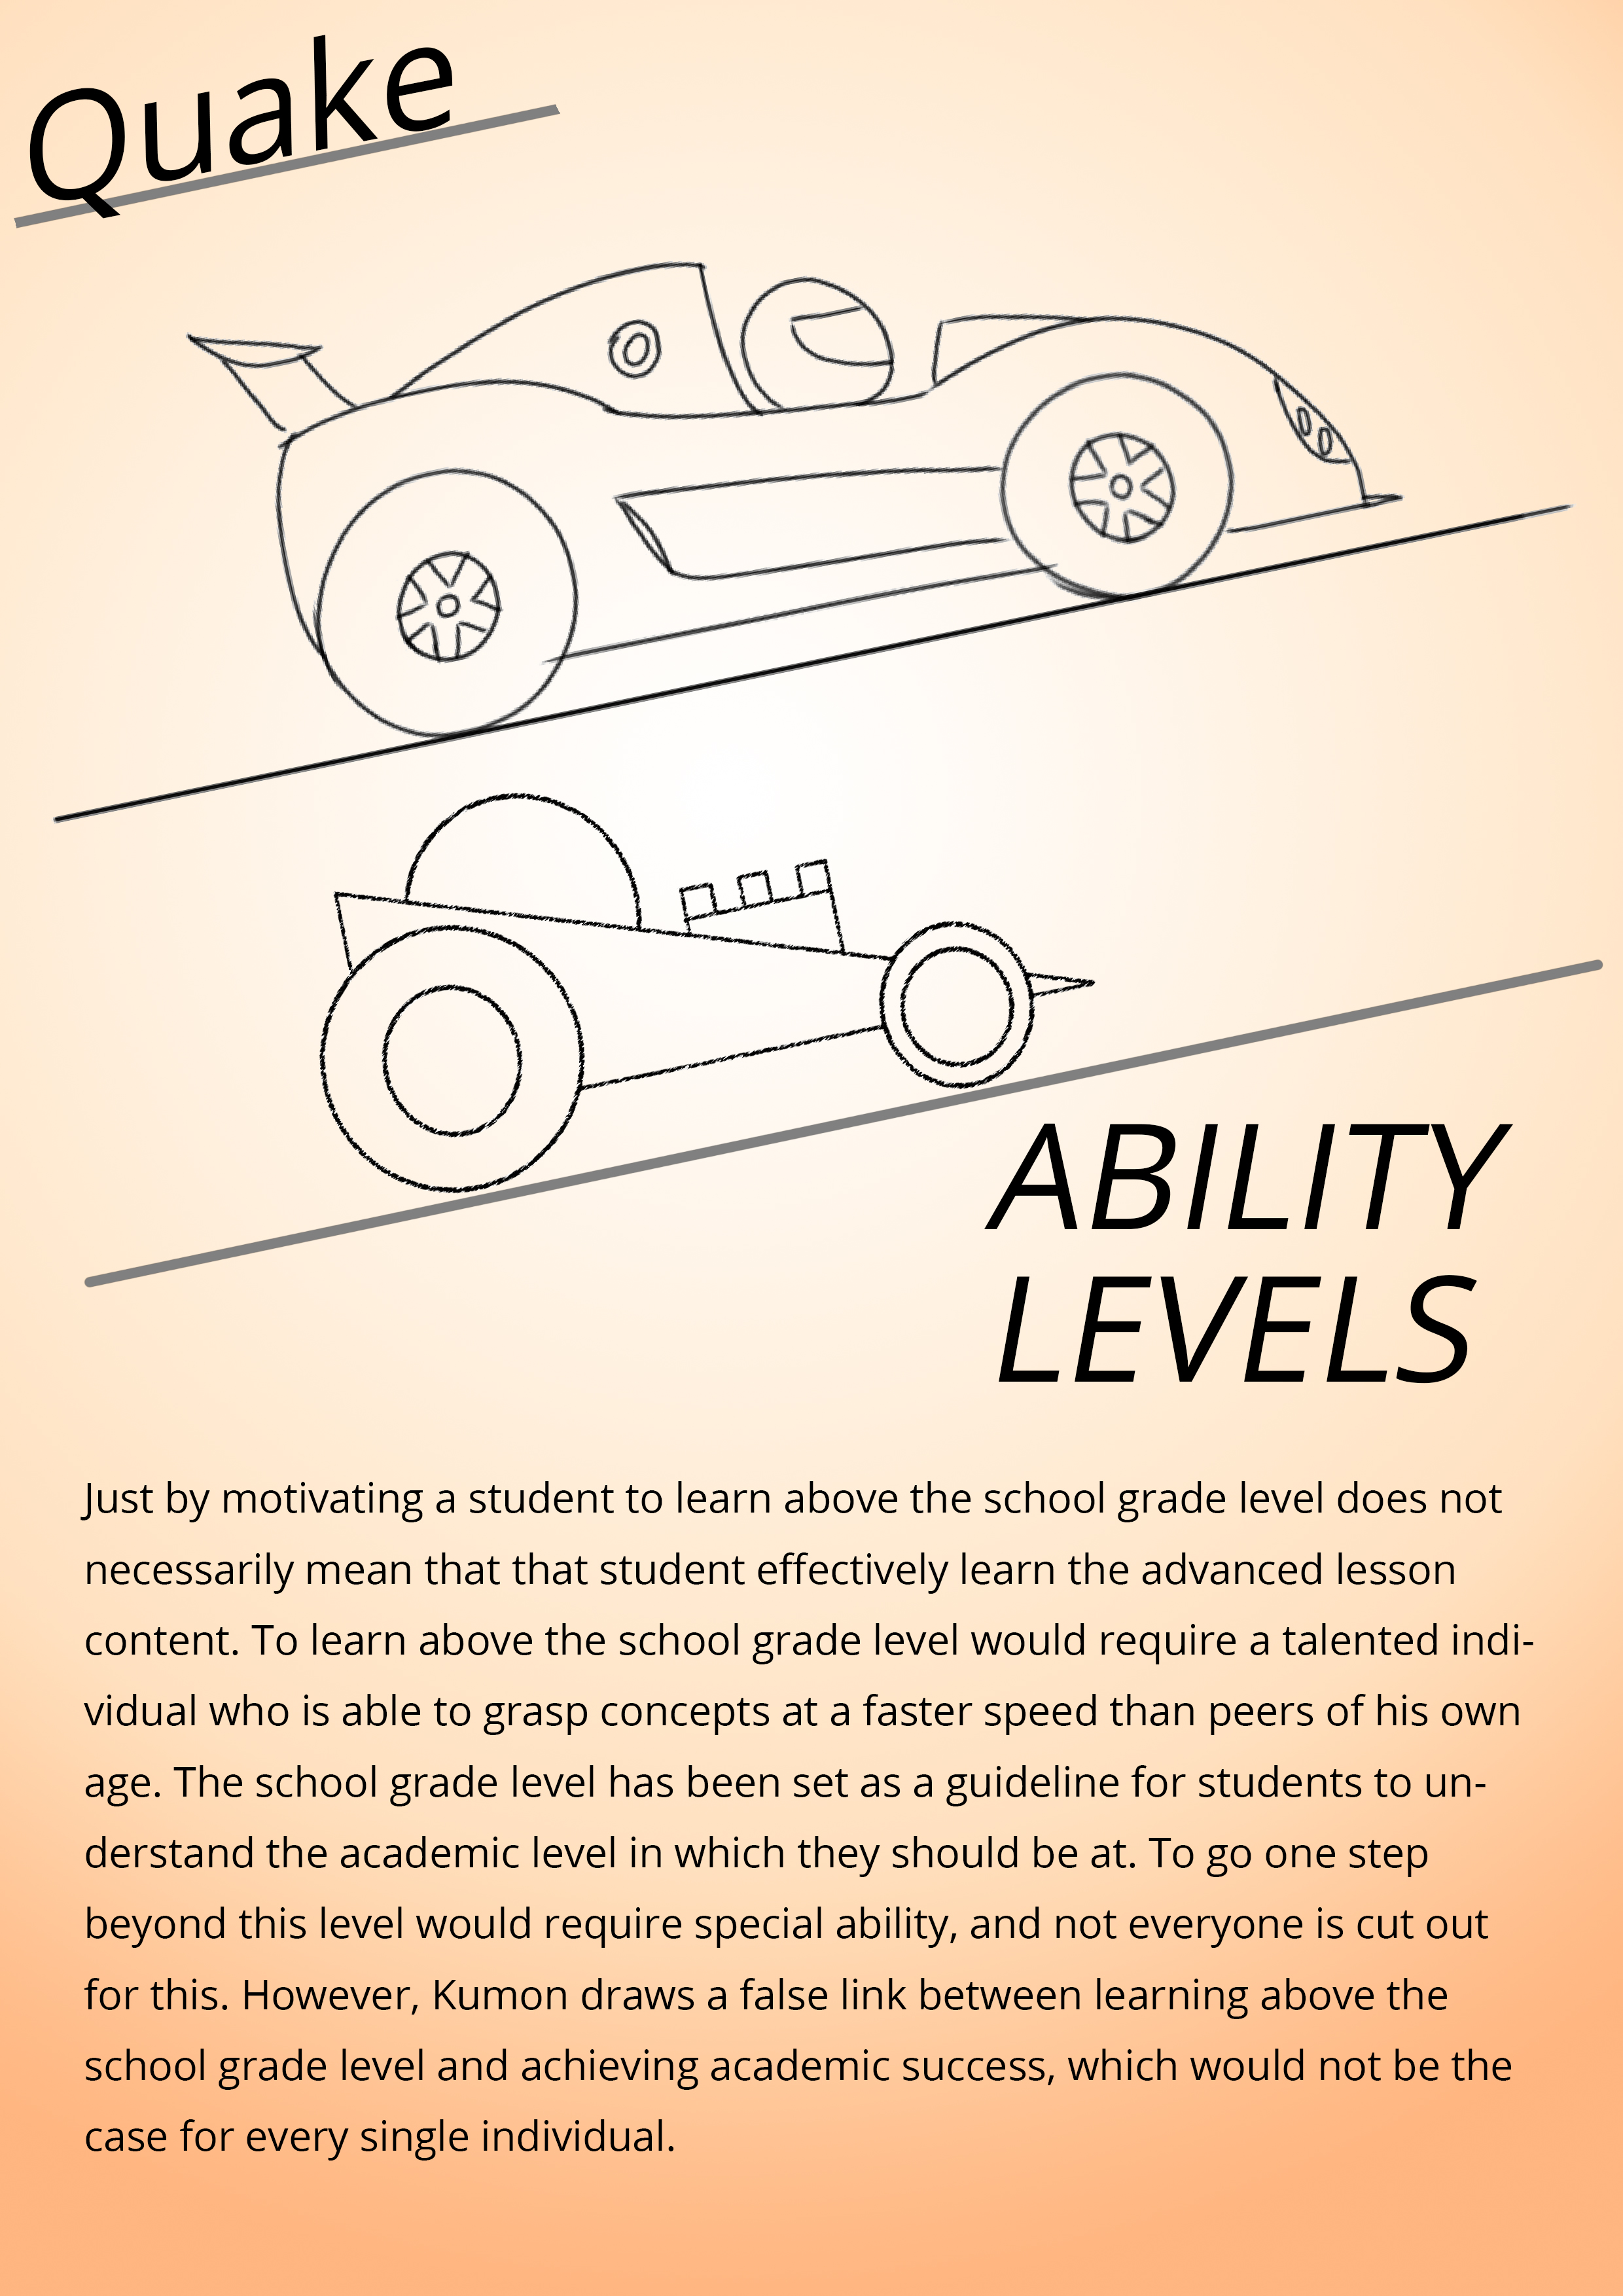 Quake
ABILITY
LEVELS
Just by motivating a student to learn above the school grade level does not
necessarily mean that that student effectively learn the advanced lesson
content. To learn above the school grade level would require a talented indi-
vidual who is able to grasp concepts at a faster speed than peers of his own
age. The school grade level has been set as a guideline for students to un-
derstand the academic level in which they should be at. To go one step
beyond this level would require special ability, and not everyone is cut out
for this. However, Kumon draws a false link between learning above the
school grade level and achieving academic success, which would not be the
case for every single individual.